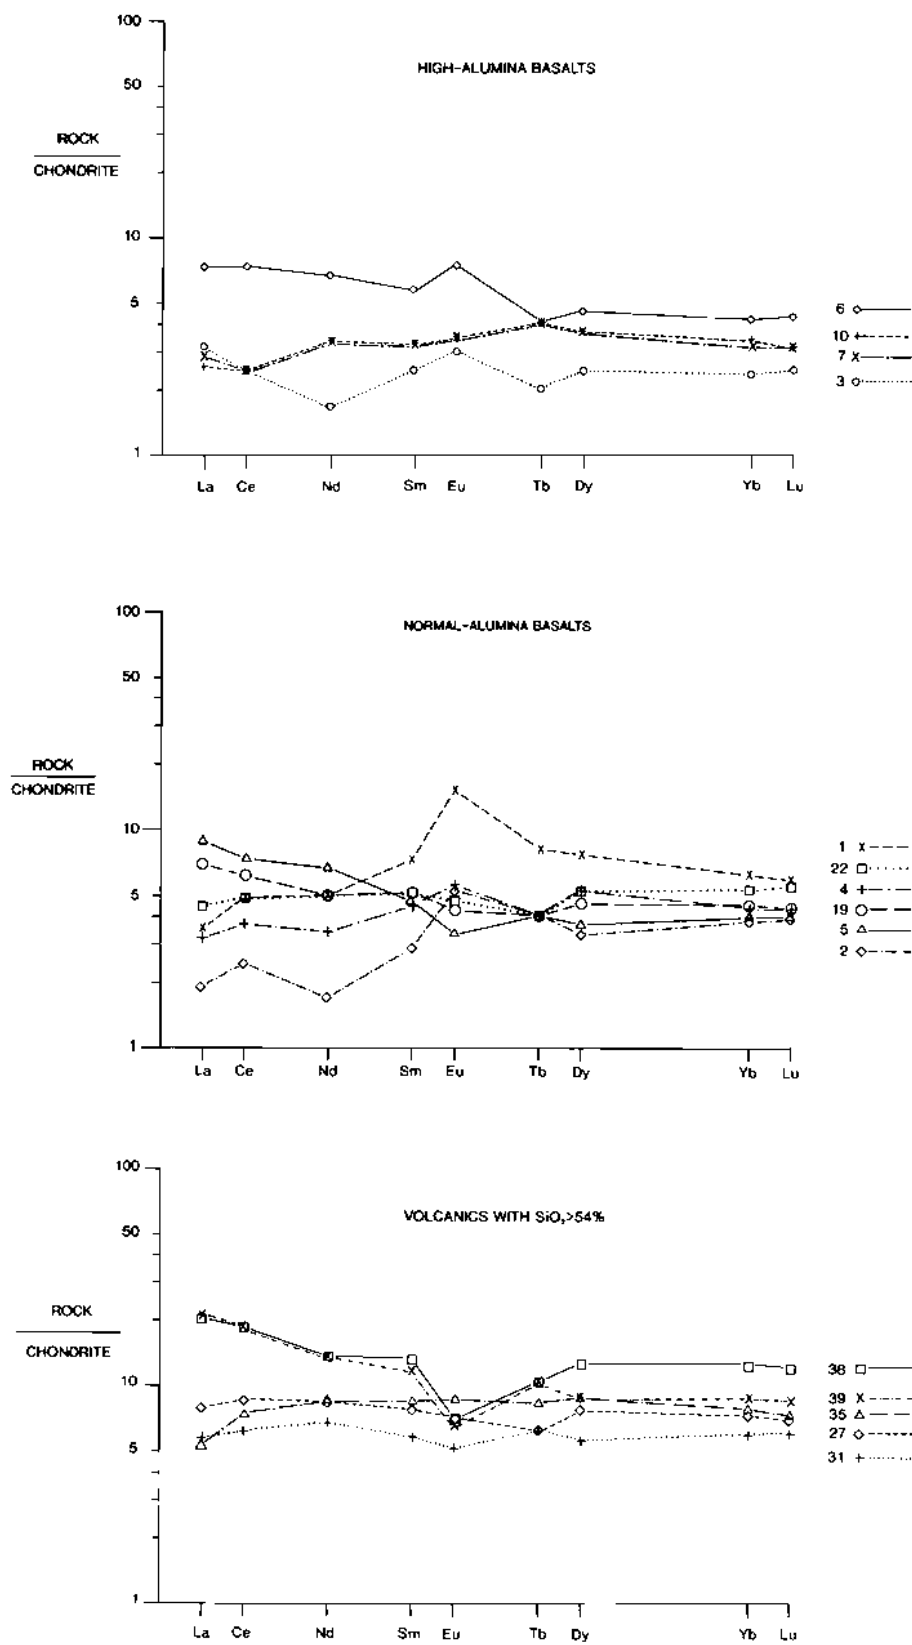 100
HIGH-ALUMINA BASALTS
50
ROCK
CHONDRITE
10
5
6
10
7
3
1
La Ce Nd Sm Eu Tb Dy Yb Lu
100
NORMAL-ALUMINA BASALTS
50
ROCK
CHONDRITE
10
1
22
5
4
19
5
2
1
La Ce Nd Sm Eu Tb Dy Yb Lu
100
VOLCANICS WITH SiO₂>54%
50
ROCK
CHONDRITE
38
10
39
35
27
5
31
1
La Ce Nd Sm Eu Tb Dy Yb Lu